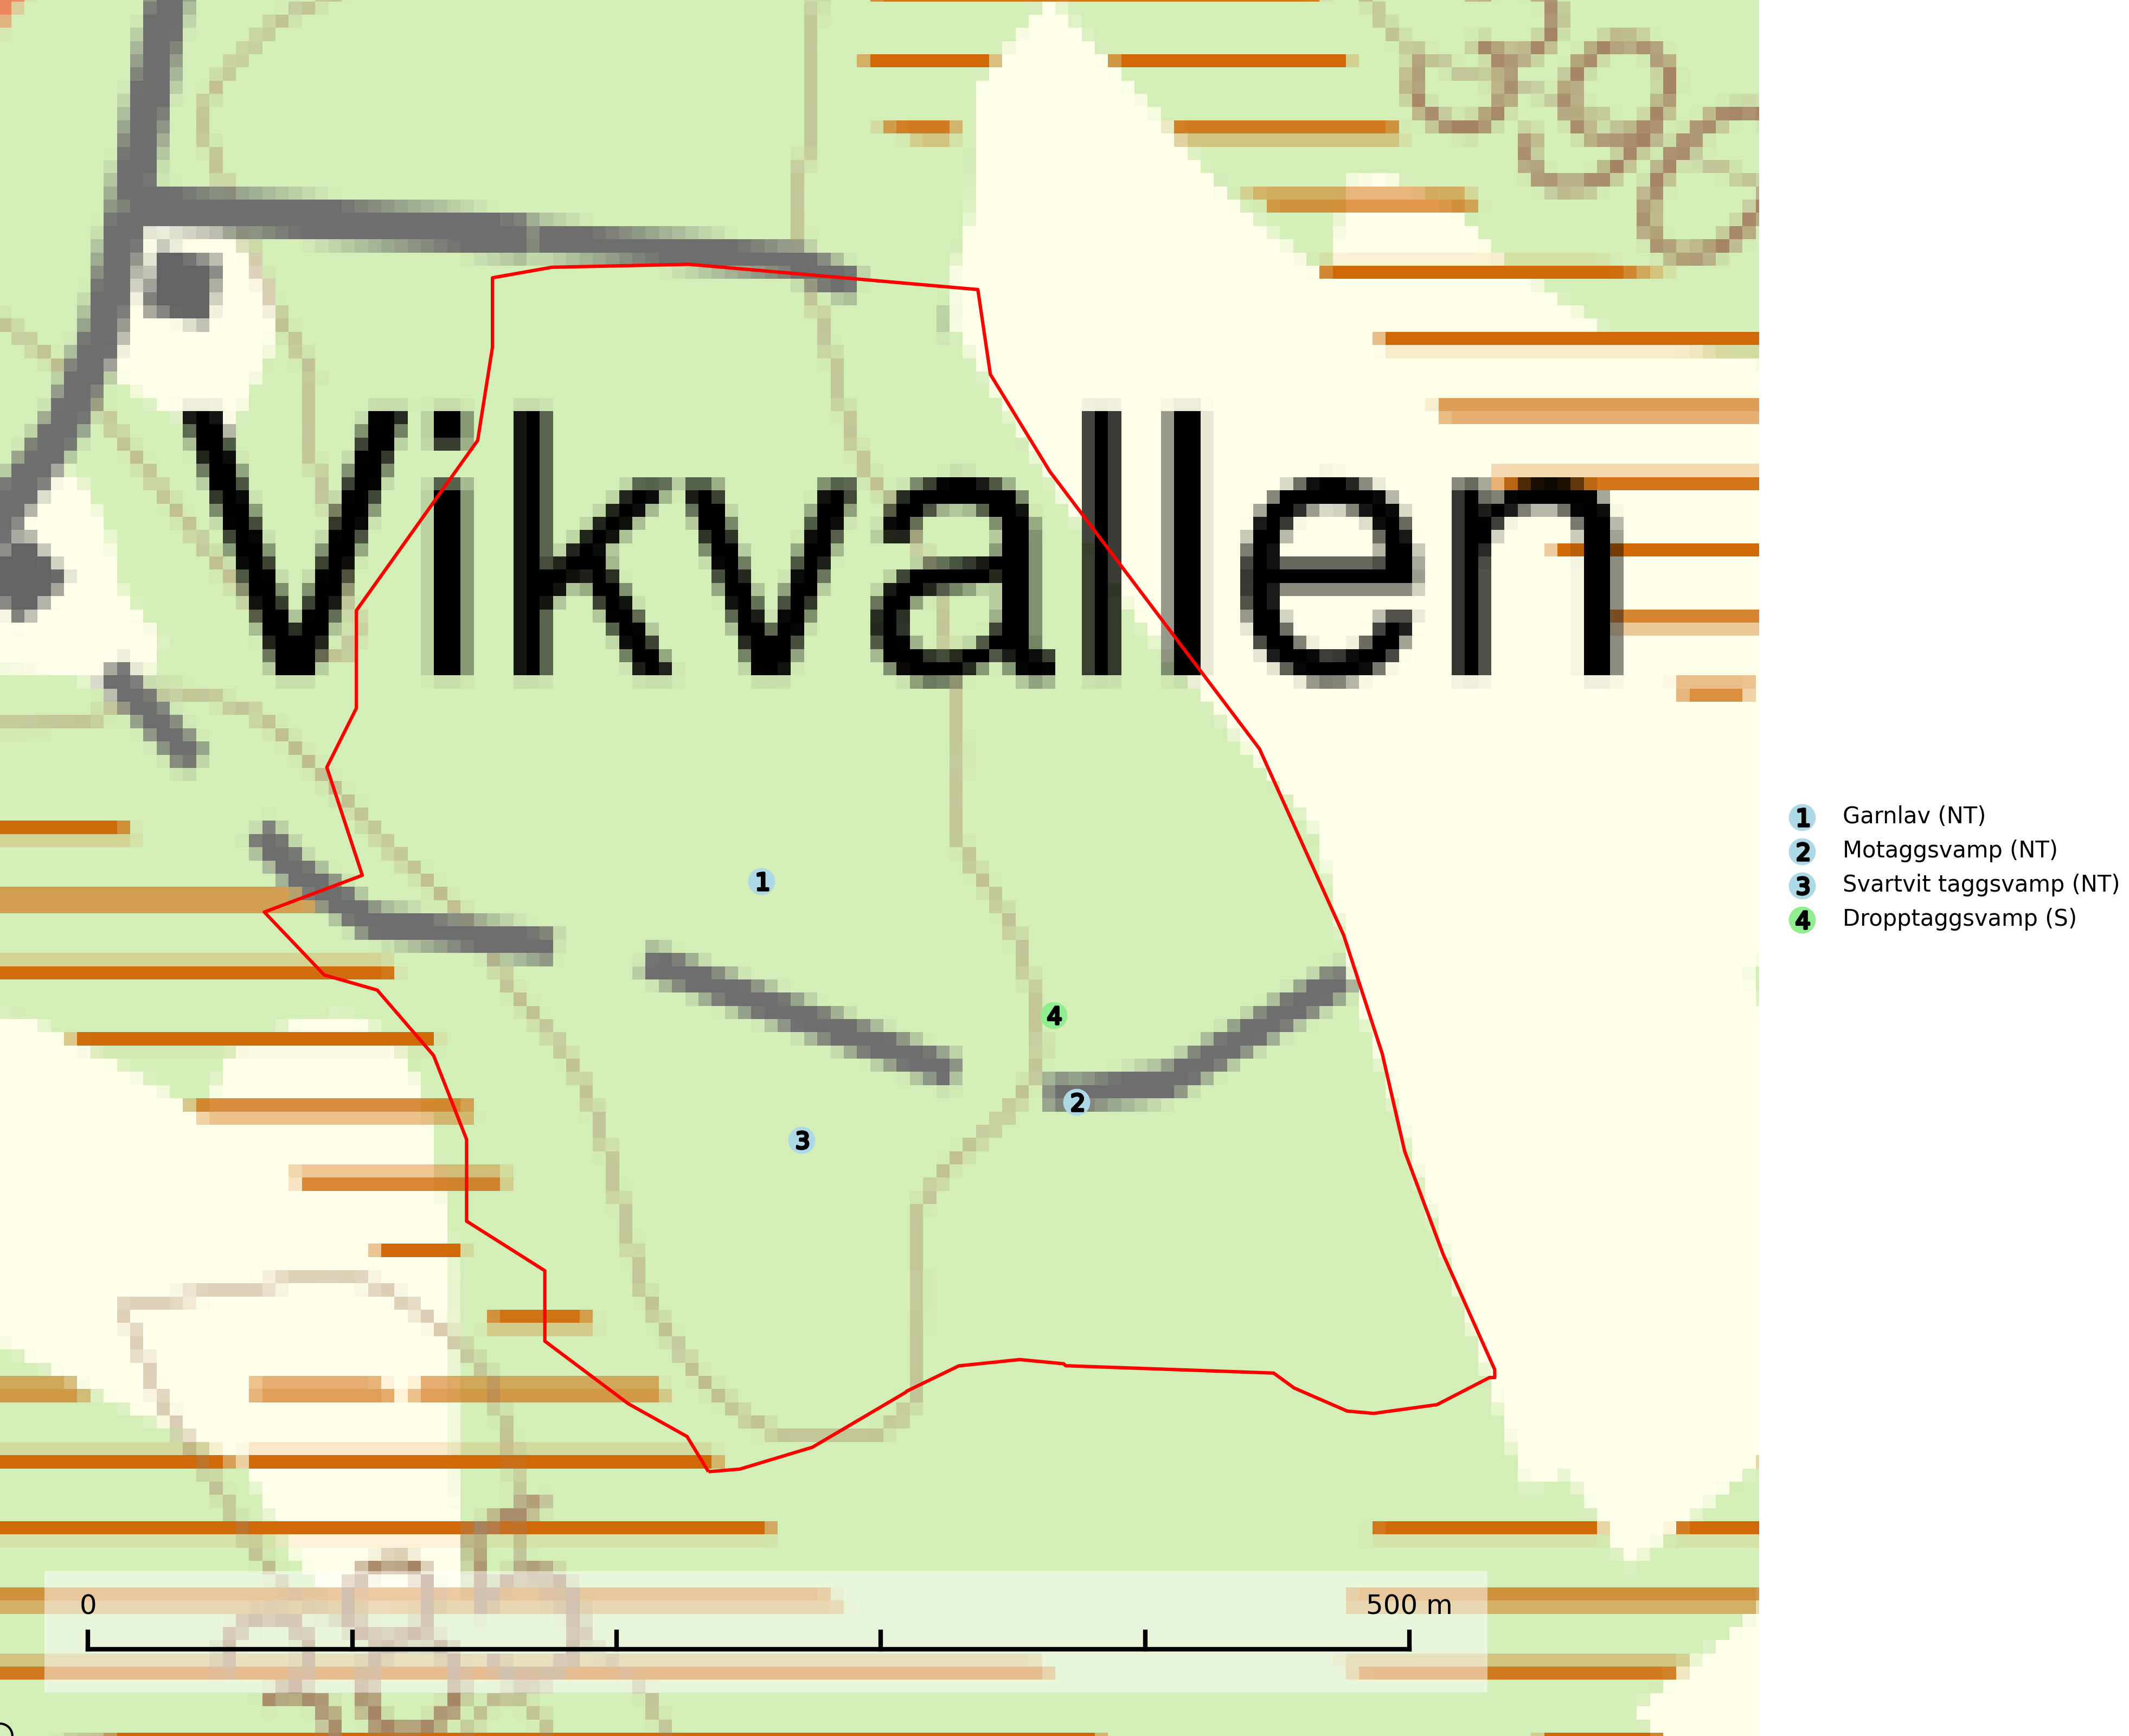 Vikvallen
1 Garnlav (NT)
2 Motaggsvamp (NT)
3 Svartvit taggsvamp (NT)
4 Dropptaggsvamp (S)
1
4
2
3
0 500 m